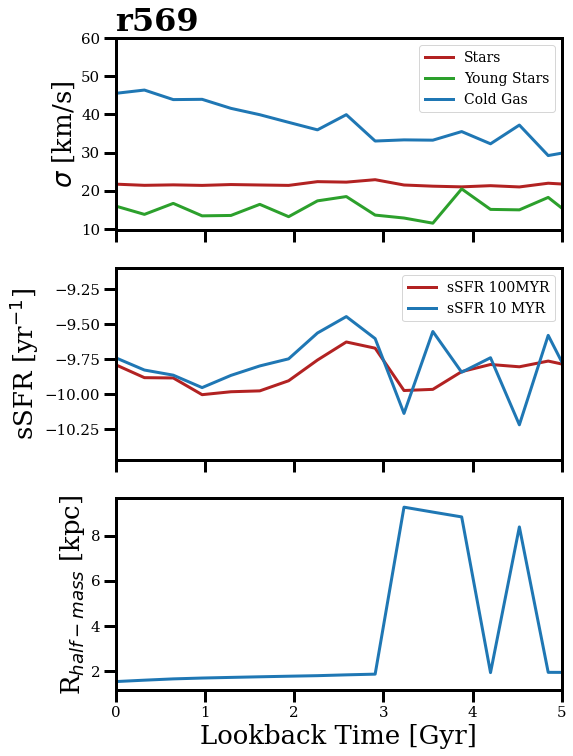 r569
60
50
40
30
20
10
σ [km/s]
Stars
Young Stars
Cold Gas
−9.25
−9.50
−9.75
−10.00
−10.25
sSFR [yr⁻¹]
sSFR 100MYR
sSFR 10 MYR
8
6
4
2
R_{half−mass} [kpc]
0 1 2 3 4 5
Lookback Time [Gyr]